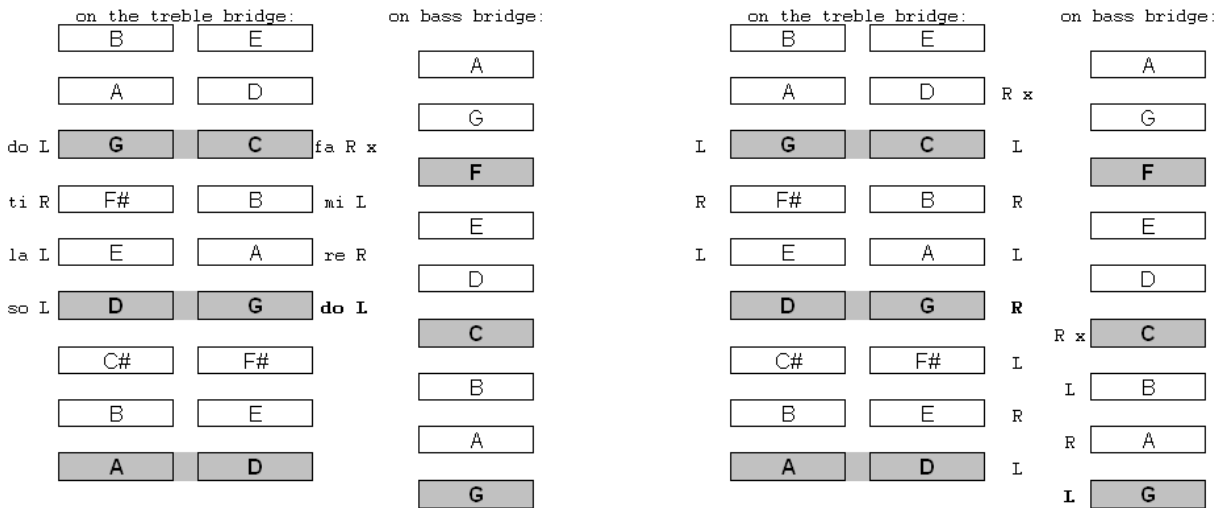 on the treble bridge: on bass bridge: on the treble bridge: on bass bridge:
B E B E
A A
A D A D R x
G G
do L G C fa R x L G C L
F F
ti R F# B mi L R F# B R
E E
la L E A re R L E A L
D D
so L D G do L D G R
C R x C
C# F# C# F# L
B L B
B E B E R
A R A
A D A D L
G L G